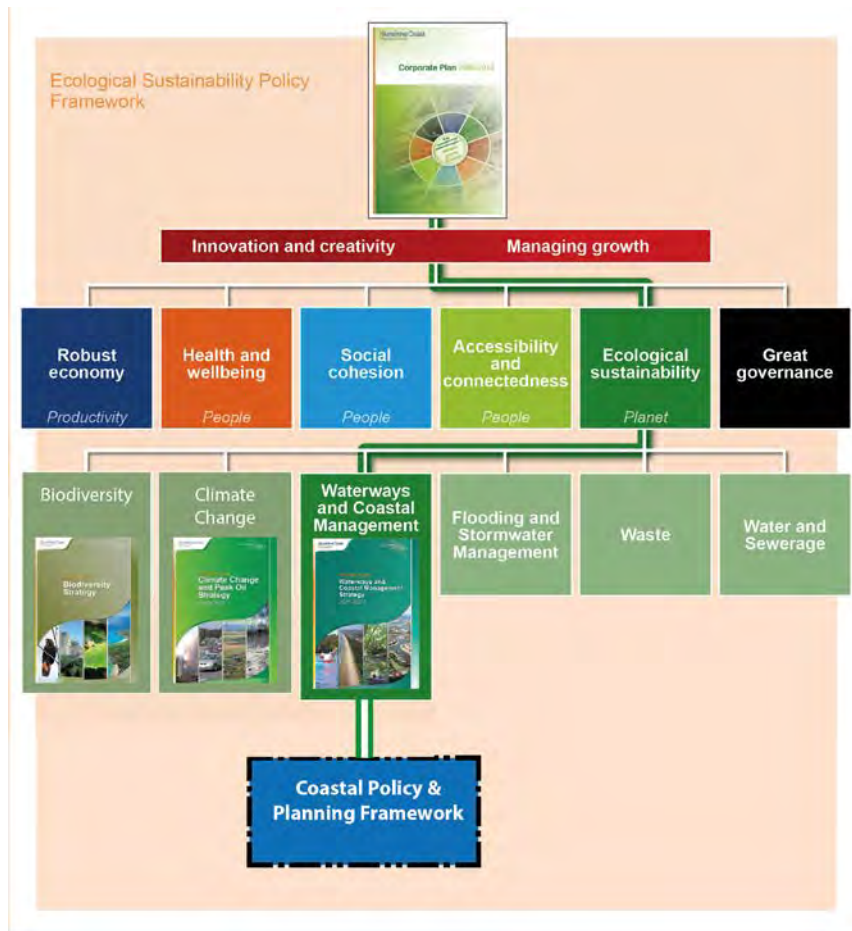 Sunshine Coast
Corporate Plan
Ecological Sustainability Policy
Framework
Innovation and creativity
Managing growth
Robust
economy
Productivity
Health and
wellbeing
People
Social
cohesion
People
Accessibility
and
connectedness
People
Ecological
sustainability
Planet
Great
governance
Biodiversity
Biodiversity
Strategy
Climate
Change
Climate Change
and Peak Oil
Strategy
Waterways
and Coastal
Management
Waterways and
Coastal Management
Strategy
Flooding and
Stormwater
Management
Waste
Water and
Sewerage
Coastal Policy &
Planning Framework